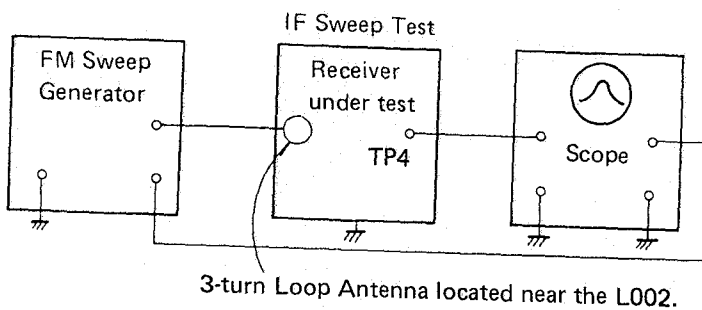 IF Sweep Test
FM Sweep
Generator
Receiver
under test
TP4
Scope
3-turn Loop Antenna located near the L002.